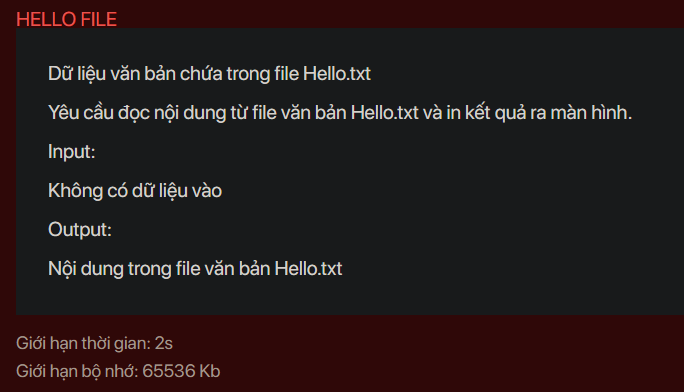 HELLO FILE
Dữ liệu văn bản chứa trong file Hello.txt
Yêu cầu đọc nội dung từ file văn bản Hello.txt và in kết quả ra màn hình.
Input:
Không có dữ liệu vào
Output:
Nội dung trong file văn bản Hello.txt
Giới hạn thời gian: 2s
Giới hạn bộ nhớ: 65536 Kb